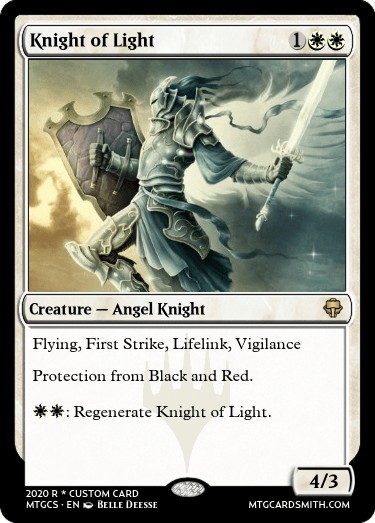 Knight of Light 1
Creature — Angel Knight
Flying, First Strike, Lifelink, Vigilance
Protection from Black and Red.
: Regenerate Knight of Light.
4/3
2020 R * CUSTOM CARD
MTGCS · EN Belle Deesse
MTGCARDSMITH.COM